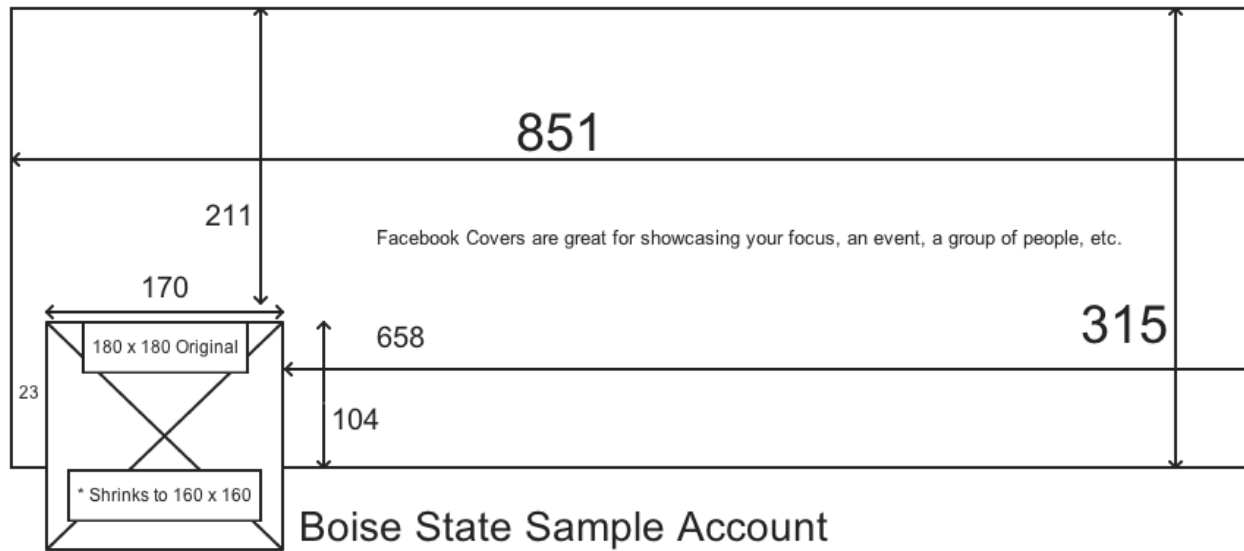 851
211
Facebook Covers are great for showcasing your focus, an event, a group of people, etc.
170
315
180 x 180 Original
658
23
104
* Shrinks to 160 x 160
Boise State Sample Account